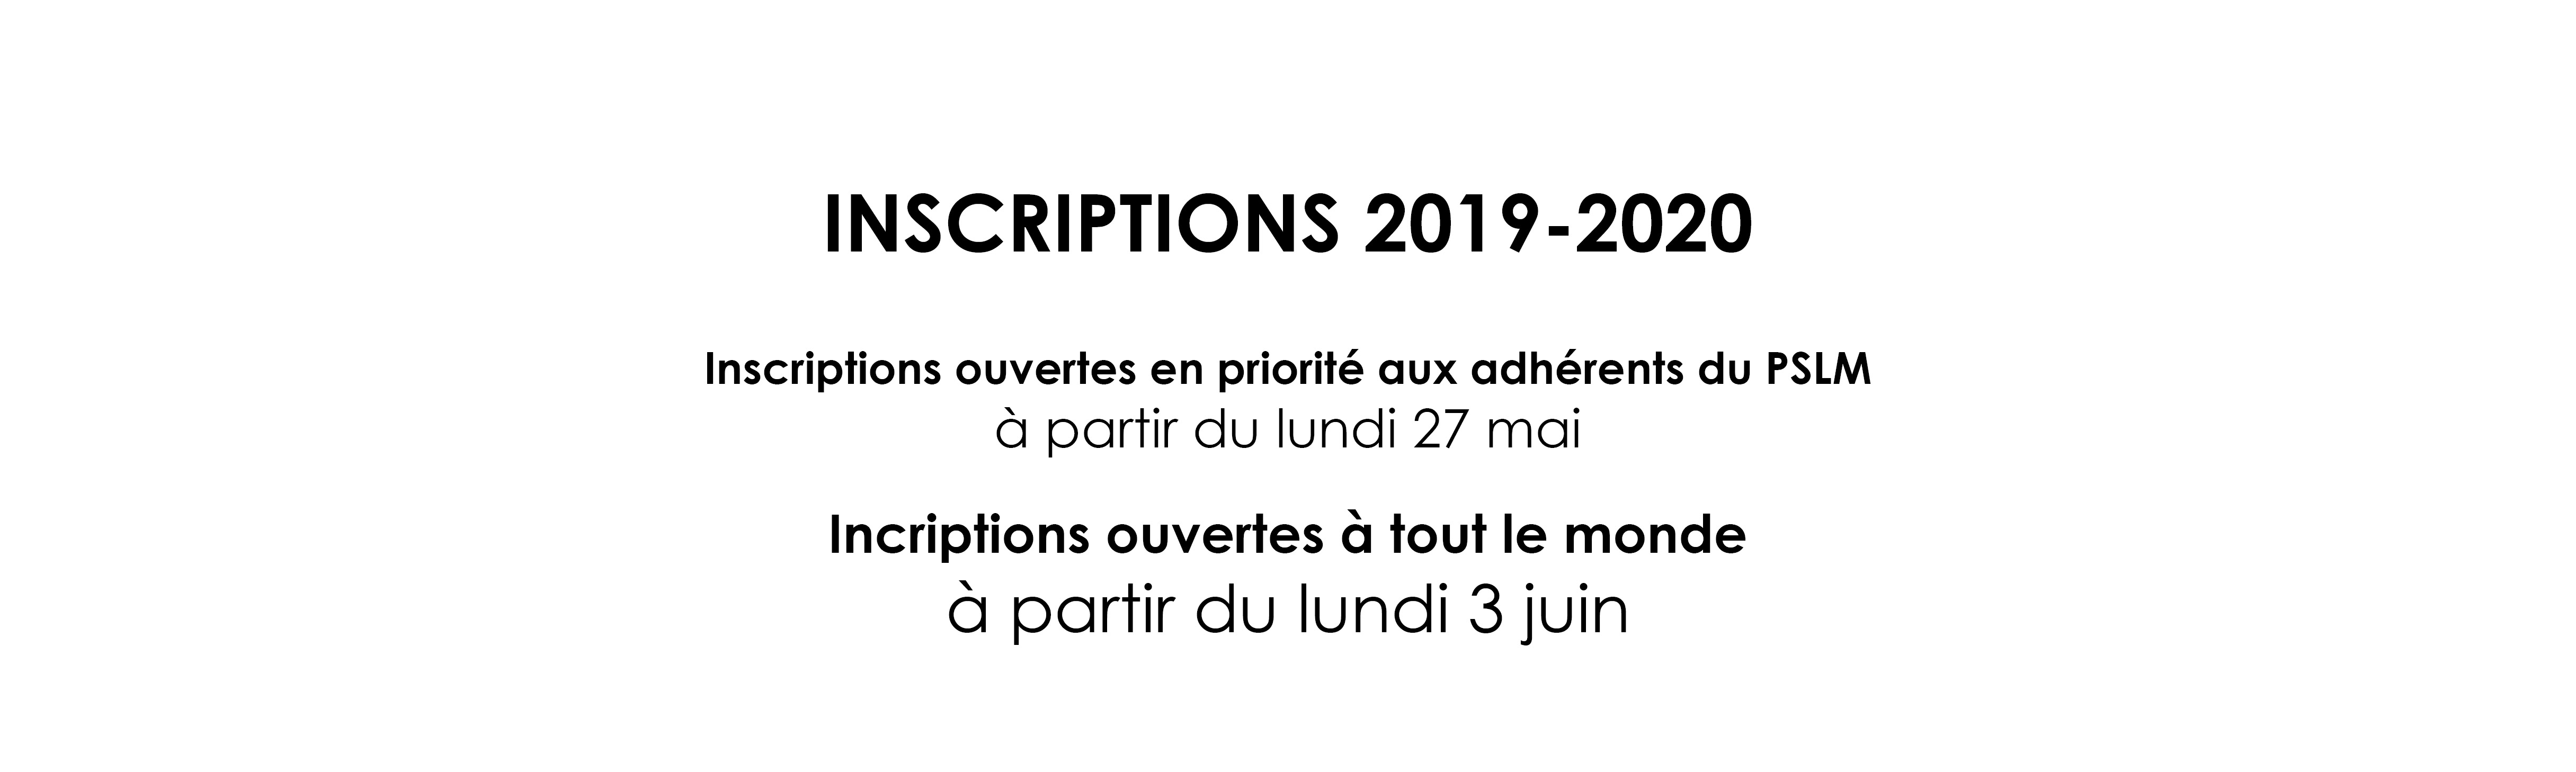 INSCRIPTIONS 2019-2020
Inscriptions ouvertes en priorité aux adhérents du PSLM
à partir du lundi 27 mai
Incriptions ouvertes à tout le monde
à partir du lundi 3 juin